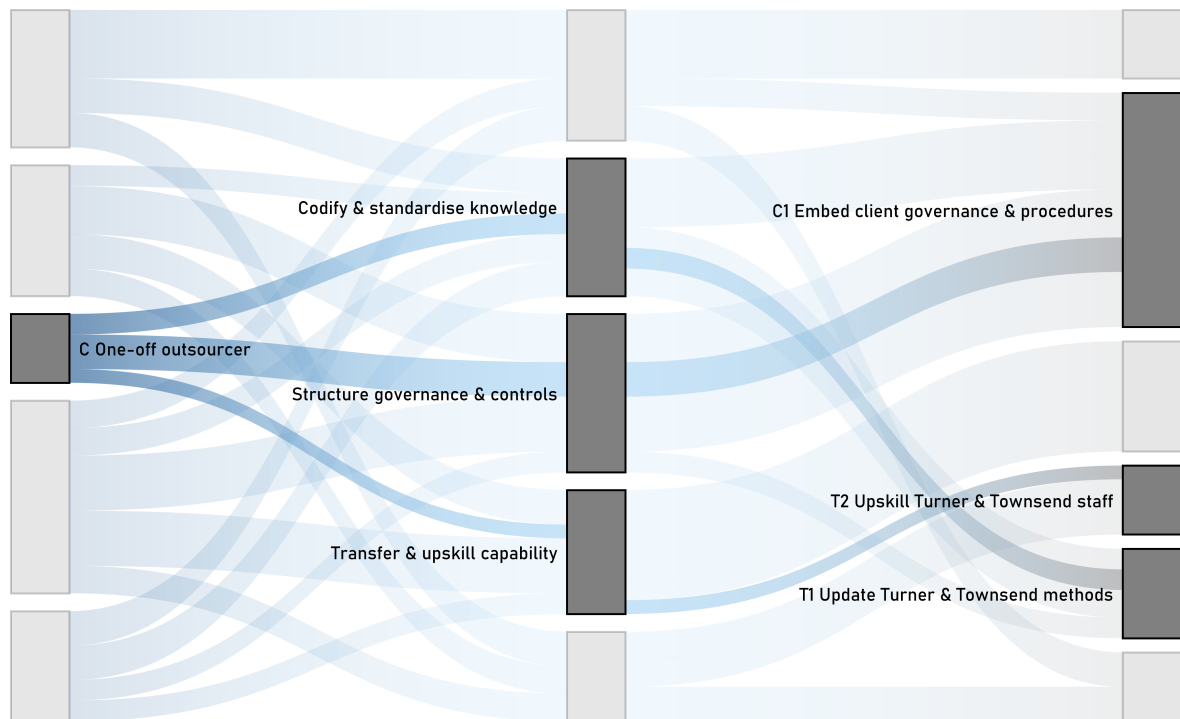 Codify & standardise knowledge
C1 Embed client governance & procedures
C One-off outsourcer
Structure governance & controls
T2 Upskill Turner & Townsend staff
Transfer & upskill capability
T1 Update Turner & Townsend methods